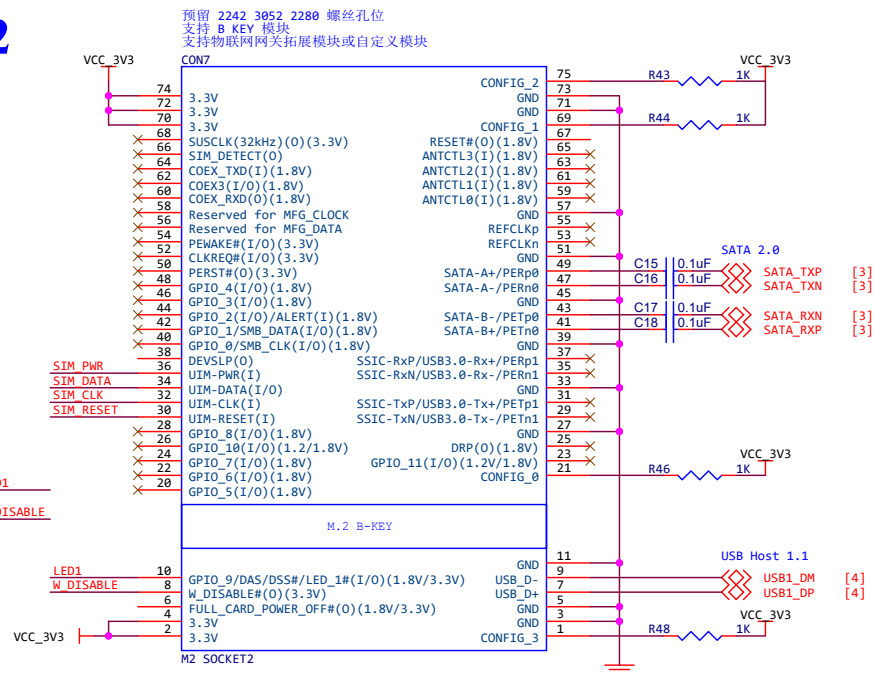 2
预留 2242 3052 2280 螺丝孔位
支持 B KEY 模块
支持物联网网关拓展模块或自定义模块
VCC_3V3
CON7
VCC_3V3
74 3.3V
72 3.3V
70 3.3V
68 SUSCLK(32kHz)(O)(3.3V)
66 SIM_DETECT(O)
64 COEX_TXD(I)(1.8V)
62 COEX3(I/O)(1.8V)
60 COEX_RXD(O)(1.8V)
58 Reserved for MFG_CLOCK
56 Reserved for MFG_DATA
54 PEWAKE#(I/O)(3.3V)
52 CLKREQ#(I/O)(3.3V)
50 PERST#(O)(3.3V)
48 GPIO_4(I/O)(1.8V)
46 GPIO_3(I/O)(1.8V)
44 GPIO_2(I/O)/ALERT(I)(1.8V)
42 GPIO_1/SMB_DATA(I/O)(1.8V)
40 GPIO_0/SMB_CLK(I/O)(1.8V)
38 DEVSLP(O)
SIM_PWR 36 UIM-PWR(I)
SIM_DATA 34 UIM-DATA(I/O)
SIM_CLK 32 UIM-CLK(I)
SIM_RESET 30 UIM-RESET(I)
28 GPIO_8(I/O)(1.8V)
26 GPIO_10(I/O)(1.2/1.8V)
24 GPIO_7(I/O)(1.8V)
22 GPIO_6(I/O)(1.8V)
20 GPIO_5(I/O)(1.8V)
CONFIG_2 75 R43 1K
GND 73
GND 71
CONFIG_1 69 R44 1K
RESET#(O)(1.8V) 67
ANTCTL3(I)(1.8V) 65
ANTCTL2(I)(1.8V) 63
ANTCTL1(I)(1.8V) 61
ANTCTL0(I)(1.8V) 59
GND 57
REFCLKp 55
REFCLKn 53
GND 51
SATA 2.0
SATA-A+/PERp0 49 C15 0.1uF SATA_TXP [3]
SATA-A-/PERn0 47 C16 0.1uF SATA_TXN [3]
GND 45
SATA-B-/PETp0 43 C17 0.1uF SATA_RXN [3]
SATA-B+/PETn0 41 C18 0.1uF SATA_RXP [3]
GND 39
SSIC-RxP/USB3.0-Rx+/PERp1 37
SSIC-RxN/USB3.0-Rx-/PERn1 35
GND 33
SSIC-TxP/USB3.0-Tx+/PETp1 31
SSIC-TxN/USB3.0-Tx-/PETn1 29
GND 27
DRP(O)(1.8V) 25
GPIO_11(I/O)(1.2V/1.8V) 23
VCC_3V3
CONFIG_0 21 R46 1K
ISABLE
M.2 B-KEY
LED1 10 GPIO_9/DAS/DSS#/LED_1#(I/O)(1.8V/3.3V)
W_DISABLE 8 W_DISABLE#(O)(3.3V)
6 FULL_CARD_POWER_OFF#(O)(1.8V/3.3V)
4 3.3V
VCC_3V3 2 3.3V
GND 11
USB Host 1.1
USB_D- 9 USB1_DM [4]
USB_D+ 7 USB1_DP [4]
GND 5
GND 3
VCC_3V3
CONFIG_3 1 R48 1K
M2 SOCKET2